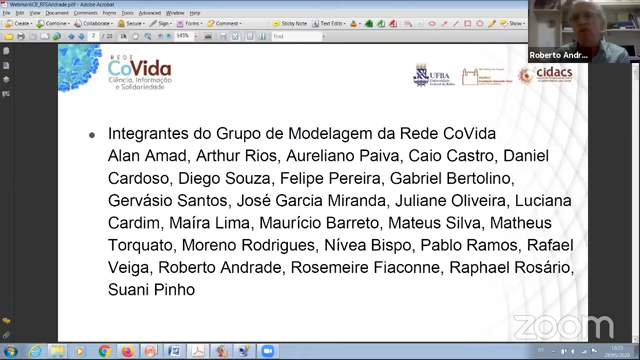 WebinarACIE_RFSAndrade.pdf - Adobe Acrobat
File Edit View Document Comments Forms Tools Advanced Window Help
Create Combine Collaborate Secure Sign Forms Comment Sticky Note Text Edits Show
2 / 20 145% Find
REDE
CoVida
Ciência, Informação
e Solidariedade
UFBA
cidacs
Roberto Andr...
Integrantes do Grupo de Modelagem da Rede CoVida
Alan Amad, Arthur Rios, Aureliano Paiva, Caio Castro, Daniel
Cardoso, Diego Souza, Felipe Pereira, Gabriel Bertolino,
Gervásio Santos, José Garcia Miranda, Juliane Oliveira, Luciana
Cardim, Maíra Lima, Maurício Barreto, Mateus Silva, Matheus
Torquato, Moreno Rodrigues, Nívea Bispo, Pablo Ramos, Rafael
Veiga, Roberto Andrade, Rosemeire Fiaconne, Raphael Rosário,
Suani Pinho
zoom
PT